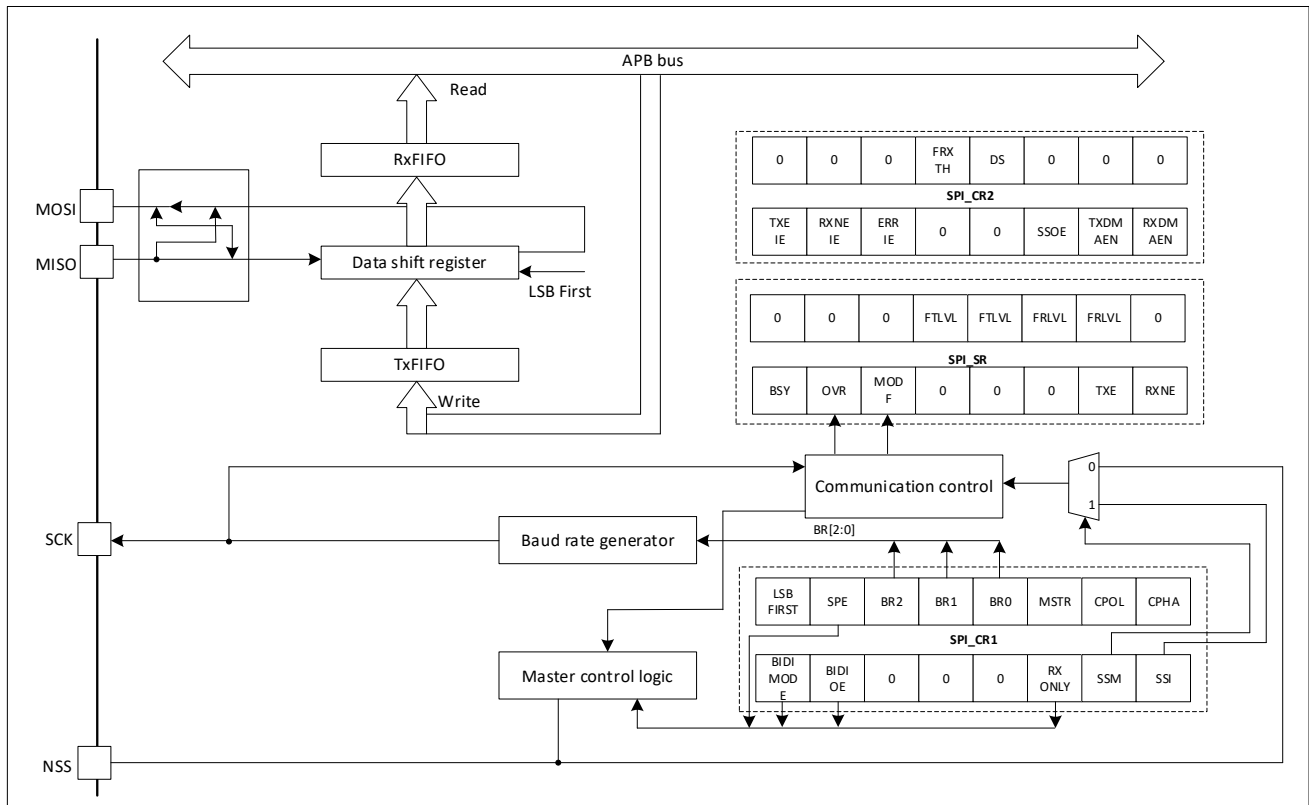 APB bus
Read
RxFIFO
MOSI
MISO
Data shift register
LSB First
TxFIFO
Write
0 0 0 FRX TH DS 0 0 0
SPI_CR2
TXE IE RXNE IE ERR IE 0 0 SSOE TXDM AEN RXDM AEN
0 0 0 FTLVL FTLVL FRLVL FRLVL 0
SPI_SR
BSY OVR MOD F 0 0 0 TXE RXNE
Communication control
0
1
SCK
Baud rate generator
BR[2:0]
LSB FIRST SPE BR2 BR1 BR0 MSTR CPOL CPHA
SPI_CR1
Master control logic
BIDI MOD E BIDI OE 0 0 0 RX ONLY SSM SSI
NSS